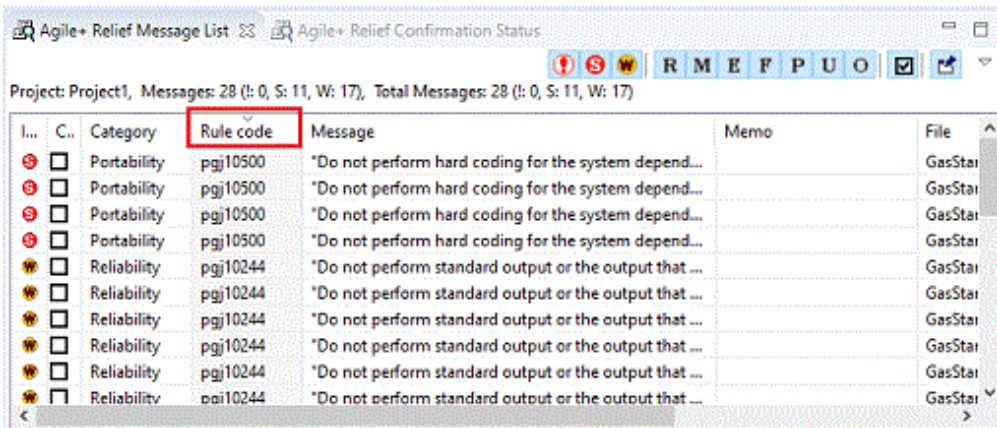 Agile+ Relief Message List Agile+ Relief Confirmation Status
! S W R M E F P U O
Project: Project1, Messages: 28 (!: 0, S: 11, W: 17), Total Messages: 28 (!: 0, S: 11, W: 17)
I... C.. Category Rule code Message Memo File
S Portability pgj10500 "Do not perform hard coding for the system depend... GasStar
S Portability pgj10500 "Do not perform hard coding for the system depend... GasStar
S Portability pgj10500 "Do not perform hard coding for the system depend... GasStar
S Portability pgj10500 "Do not perform hard coding for the system depend... GasStar
W Reliability pgj10244 "Do not perform standard output or the output that ... GasStar
W Reliability pgj10244 "Do not perform standard output or the output that ... GasStar
W Reliability pgj10244 "Do not perform standard output or the output that ... GasStar
W Reliability pgj10244 "Do not perform standard output or the output that ... GasStar
W Reliability pgj10244 "Do not perform standard output or the output that ... GasStar
W Reliability pgj10244 "Do not perform standard output or the output that ... GasStar